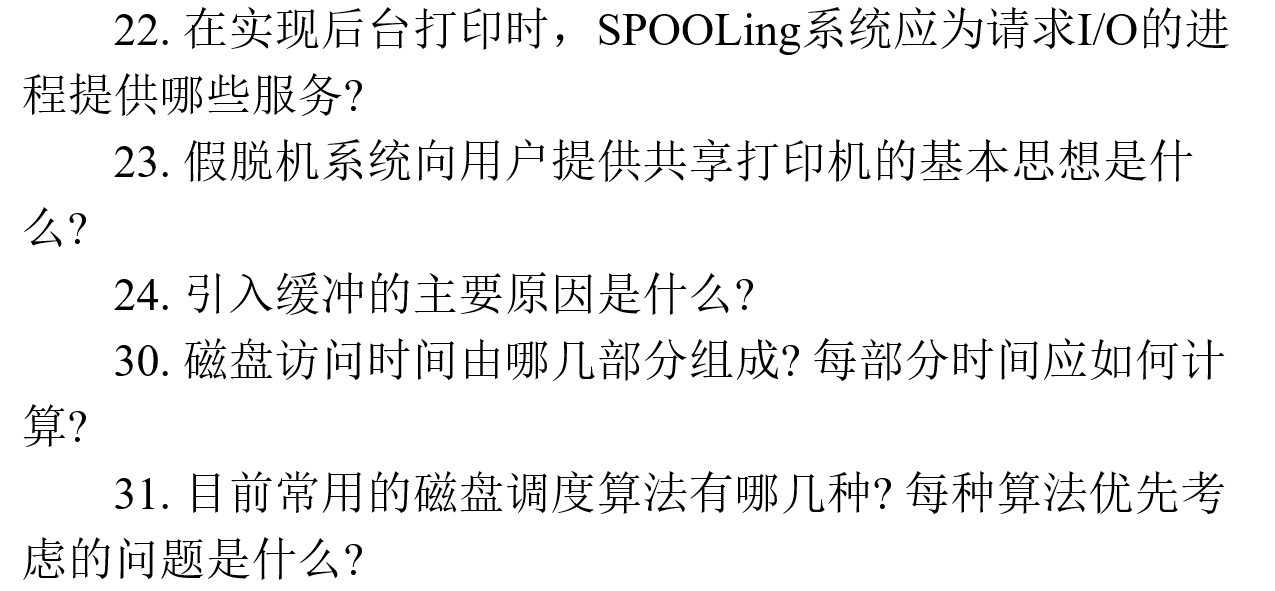 22. 在实现后台打印时，SPOOLing系统应为请求I/O的进
程提供哪些服务?
23. 假脱机系统向用户提供共享打印机的基本思想是什
么?
24. 引入缓冲的主要原因是什么?
30. 磁盘访问时间由哪几部分组成? 每部分时间应如何计
算?
31. 目前常用的磁盘调度算法有哪几种? 每种算法优先考
虑的问题是什么?